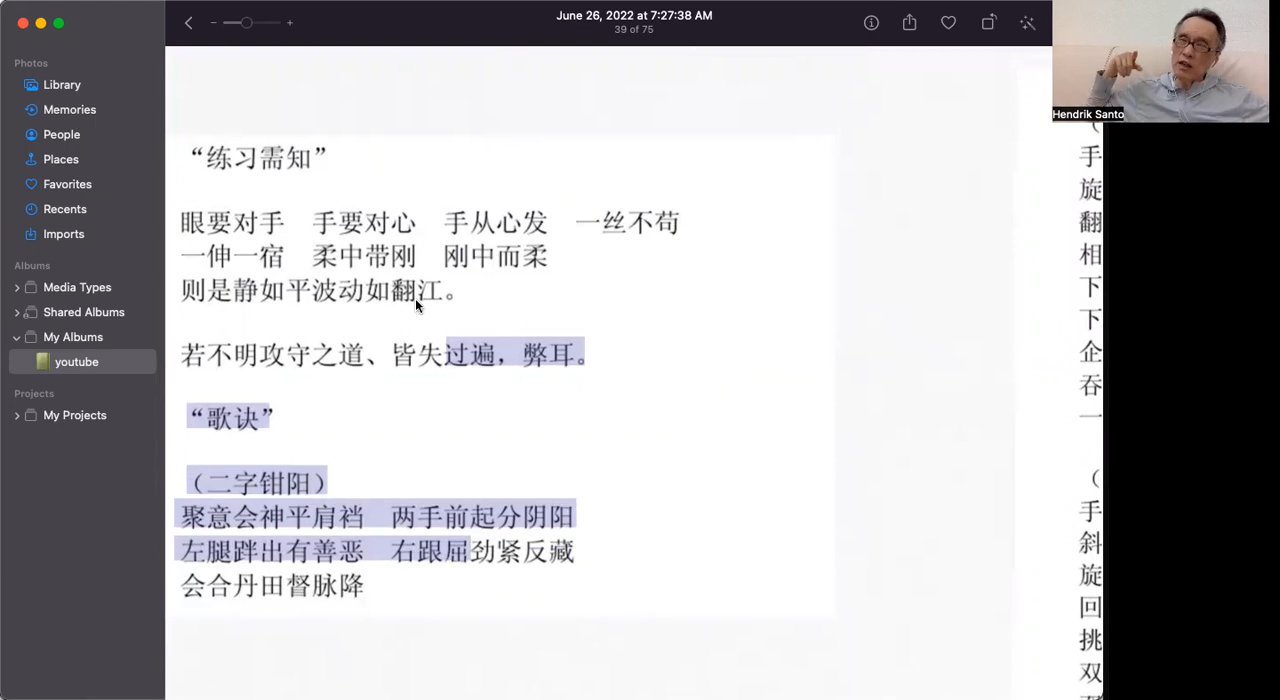 June 26, 2022 at 7:27:38 AM
39 of 75
Photos
Library
Memories
People
Places
Favorites
Recents
Imports
Albums
Media Types
Shared Albums
My Albums
youtube
Projects
My Projects
Hendrik Santo
“练习需知”
眼要对手 手要对心 手从心发 一丝不苟
一伸一宿 柔中带刚 刚中而柔
则是静如平波动如翻江。
若不明攻守之道、皆失过遍，弊耳。
“歌诀”
（二字钳阳）
聚意会神平肩裆 两手前起分阴阳
左腿跘出有善恶 右跟屈劲紧反藏
会合丹田督脉降
（
手
旋
翻
相
下
下
企
吞
一
（
手
斜
旋
回
挑
双